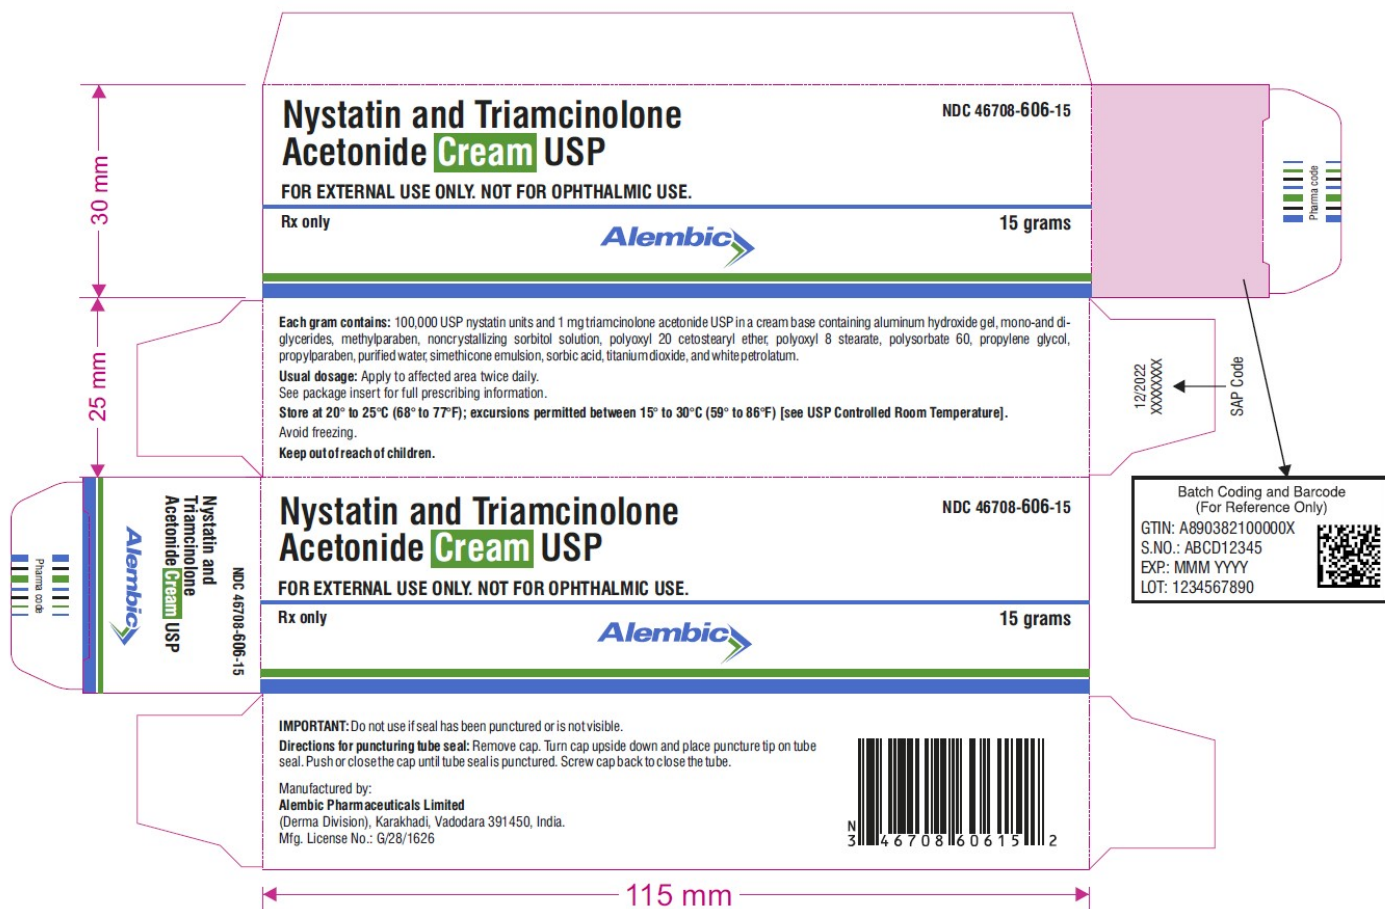 Nystatin and Triamcinolone
Acetonide Cream USP
NDC 46708-606-15
FOR EXTERNAL USE ONLY. NOT FOR OPHTHALMIC USE.
Rx only
Alembic
15 grams
Pharma code
30 mm
Each gram contains: 100,000 USP nystatin units and 1 mg triamcinolone acetonide USP in a cream base containing aluminum hydroxide gel, mono-and di-
glycerides, methylparaben, noncrystallizing sorbitol solution, polyoxyl 20 cetostearyl ether, polyoxyl 8 stearate, polysorbate 60, propylene glycol,
propylparaben, purified water, simethicone emulsion, sorbic acid, titanium dioxide, and white petrolatum.
Usual dosage: Apply to affected area twice daily.
See package insert for full prescribing information.
Store at 20° to 25°C (68° to 77°F); excursions permitted between 15° to 30°C (59° to 86°F) [see USP Controlled Room Temperature].
Avoid freezing.
Keep out of reach of children.
25 mm
12/2022
XXXXXXX
SAP Code
Batch Coding and Barcode
(For Reference Only)
GTIN: A890382100000X
S.NO.: ABCD12345
EXP.: MMM YYYY
LOT: 1234567890
Pharma code
Nystatin and
Triamcinolone
Acetonide Cream USP
Alembic
NDC 46708-606-15
Nystatin and Triamcinolone
Acetonide Cream USP
NDC 46708-606-15
FOR EXTERNAL USE ONLY. NOT FOR OPHTHALMIC USE.
Rx only
Alembic
15 grams
IMPORTANT: Do not use if seal has been punctured or is not visible.
Directions for puncturing tube seal: Remove cap. Turn cap upside down and place puncture tip on tube
seal. Push or close the cap until tube seal is punctured. Screw cap back to close the tube.
Manufactured by:
Alembic Pharmaceuticals Limited
(Derma Division), Karakhadi, Vadodara 391450, India.
Mfg. License No.: G/28/1626
N
3 46708 60615 2
115 mm